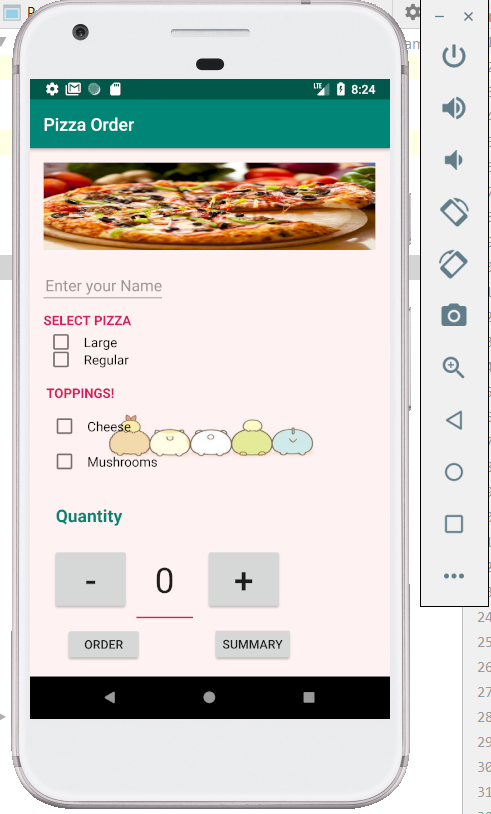 LTE 8:24
Pizza Order
Enter your Name
SELECT PIZZA
Large
Regular
TOPPINGS!
Cheese
Mushrooms
Quantity
- 0 +
ORDER SUMMARY
24
25
26
27
28
29
30
31